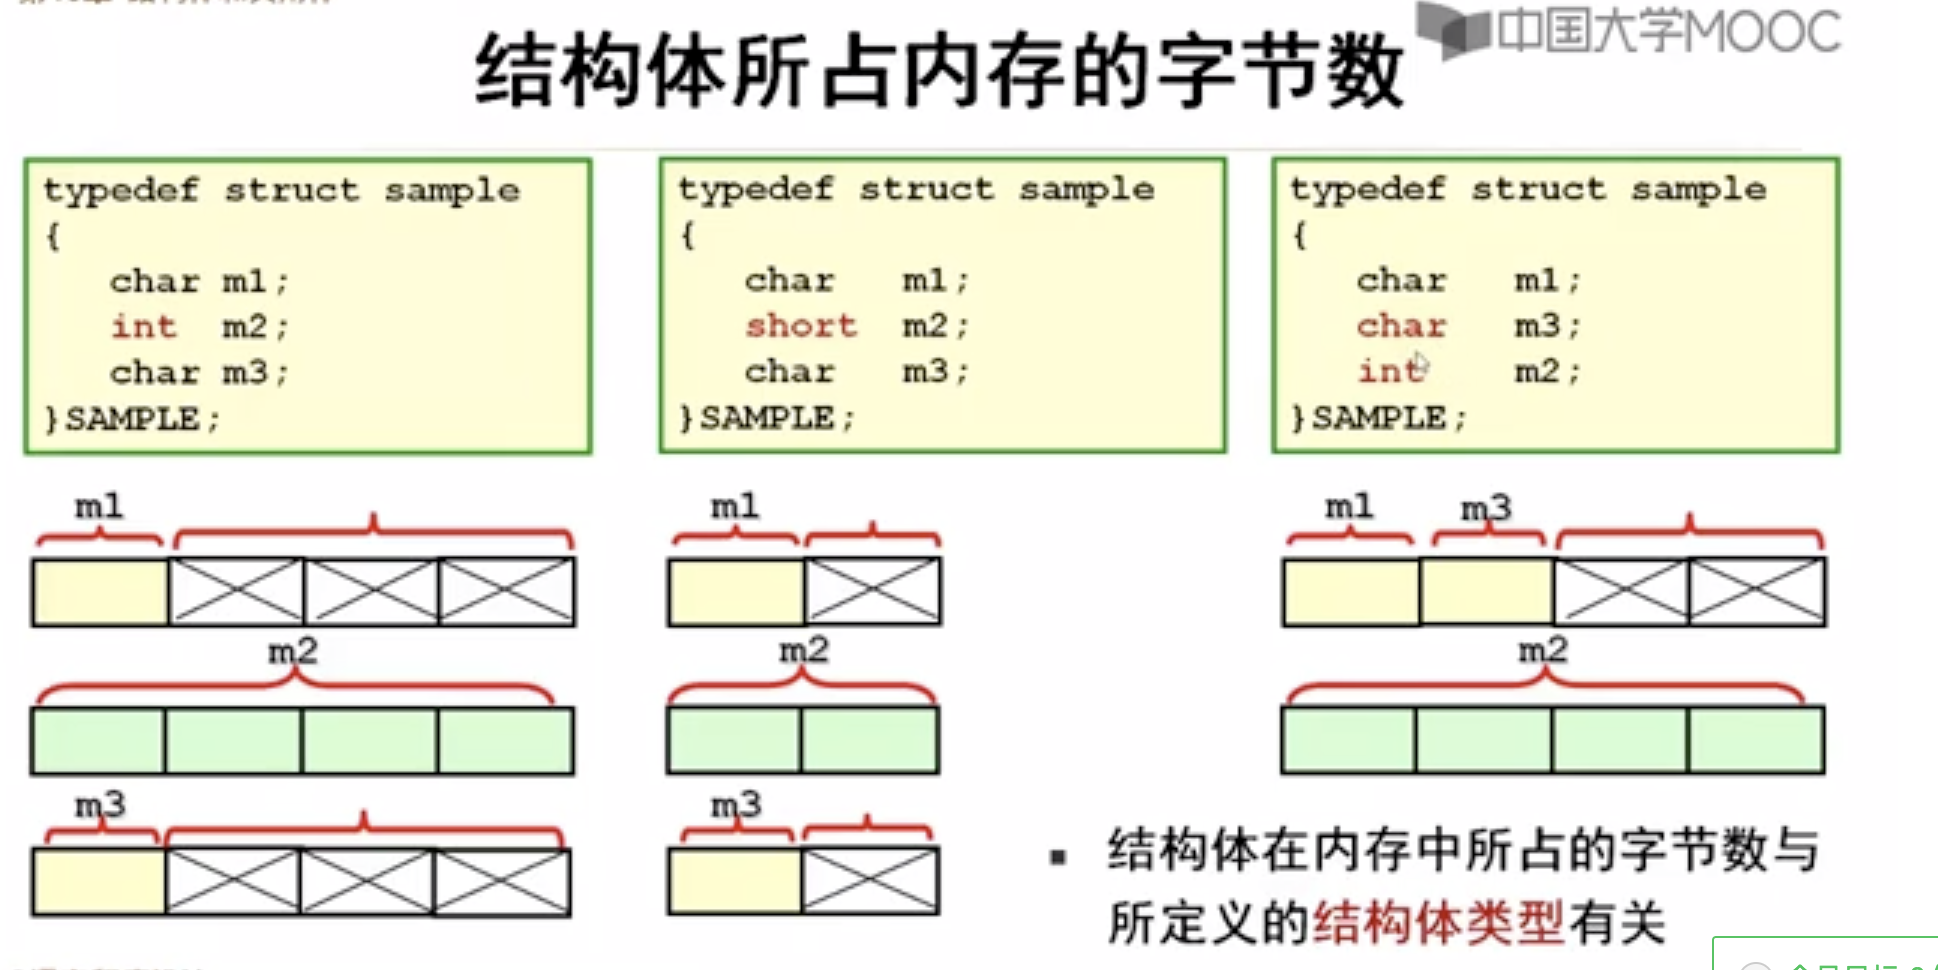 中国大学MOOC
结构体所占内存的字节数
typedef struct sample
{
char m1;
int m2;
char m3;
}SAMPLE;
typedef struct sample
{
char m1;
short m2;
char m3;
}SAMPLE;
typedef struct sample
{
char m1;
char m3;
int m2;
}SAMPLE;
m1
m2
m3
m1
m2
m3
m1 m3
m2
▪ 结构体在内存中所占的字节数与
所定义的结构体类型有关